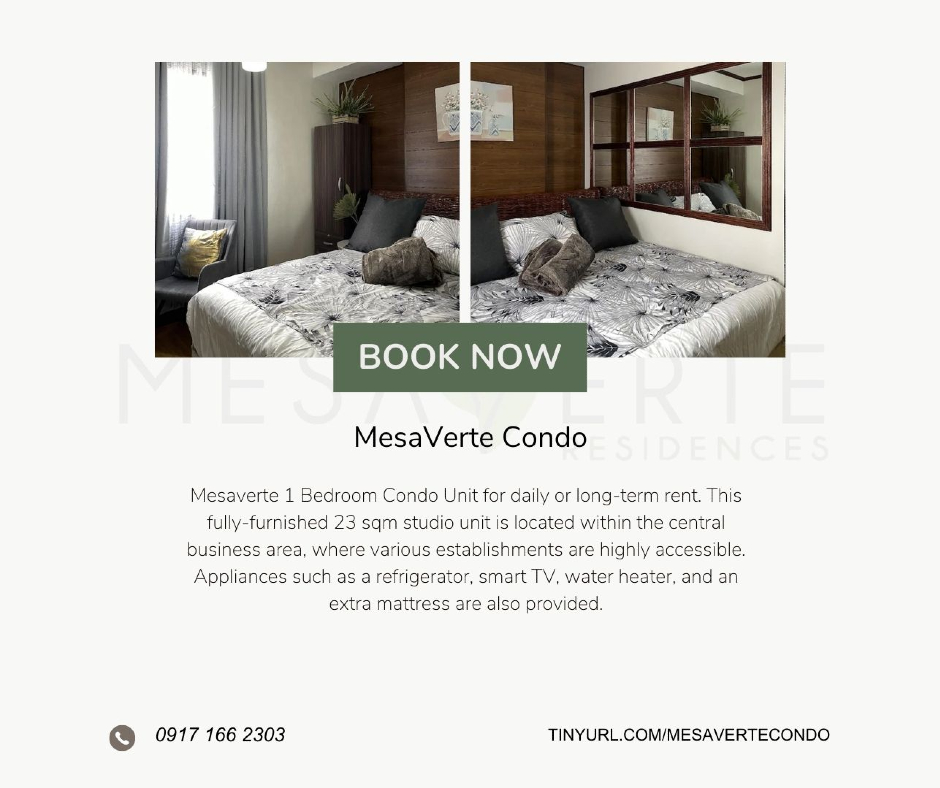 BOOK NOW
MESAVERTE
RESIDENCES
MesaVerte Condo
Mesaverte 1 Bedroom Condo Unit for daily or long-term rent. This
fully-furnished 23 sqm studio unit is located within the central
business area, where various establishments are highly accessible.
Appliances such as a refrigerator, smart TV, water heater, and an
extra mattress are also provided.
0917 166 2303
TINYURL.COM/MESAVERTECONDO